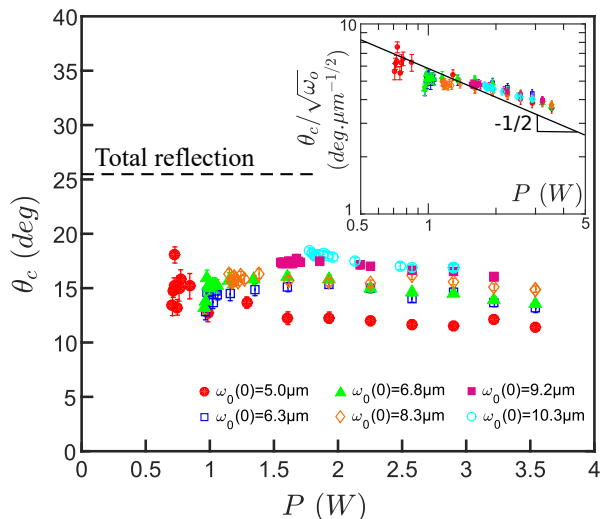 40
35
30
25
20
15
10
5
0
θc (deg)
Total reflection
10
1
θc/√ωo
(deg.μm−1/2)
-1/2
P (W)
0.5 1 5
ω0(0)=5.0μm ω0(0)=6.8μm ω0(0)=9.2μm
ω0(0)=6.3μm ω0(0)=8.3μm ω0(0)=10.3μm
0 0.5 1 1.5 2 2.5 3 3.5 4
P (W)